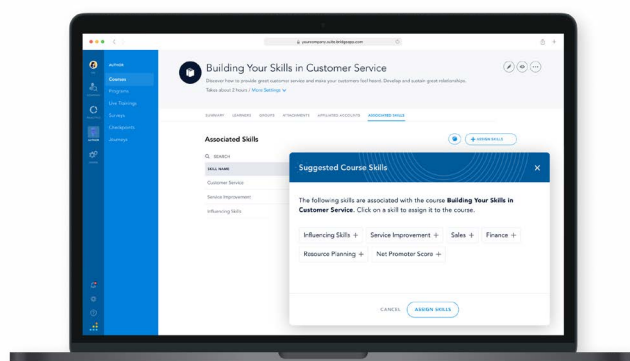 yourcompany-suite.bridgeapp.com
AUTHOR
Courses
Programs
Live Trainings
Surveys
Checkpoints
Journeys
AUTHOR
Building Your Skills in Customer Service
Discover how to provide great customer service and make your customers feel heard. Develop and sustain great relationships.
Takes about 2 hours / More Settings
SUMMARY LEARNERS GROUPS ATTACHMENTS AFFILIATED ACCOUNTS ASSOCIATED SKILLS
Associated Skills
+ ASSIGN SKILLS
SEARCH
SKILL NAME
Customer Service
Service Improvement
Influencing Skills
Suggested Course Skills
The following skills are associated with the course Building Your Skills in
Customer Service. Click on a skill to assign it to the course.
Influencing Skills + Service Improvement + Sales + Finance +
Resource Planning + Net Promoter Score +
CANCEL ASSIGN SKILLS